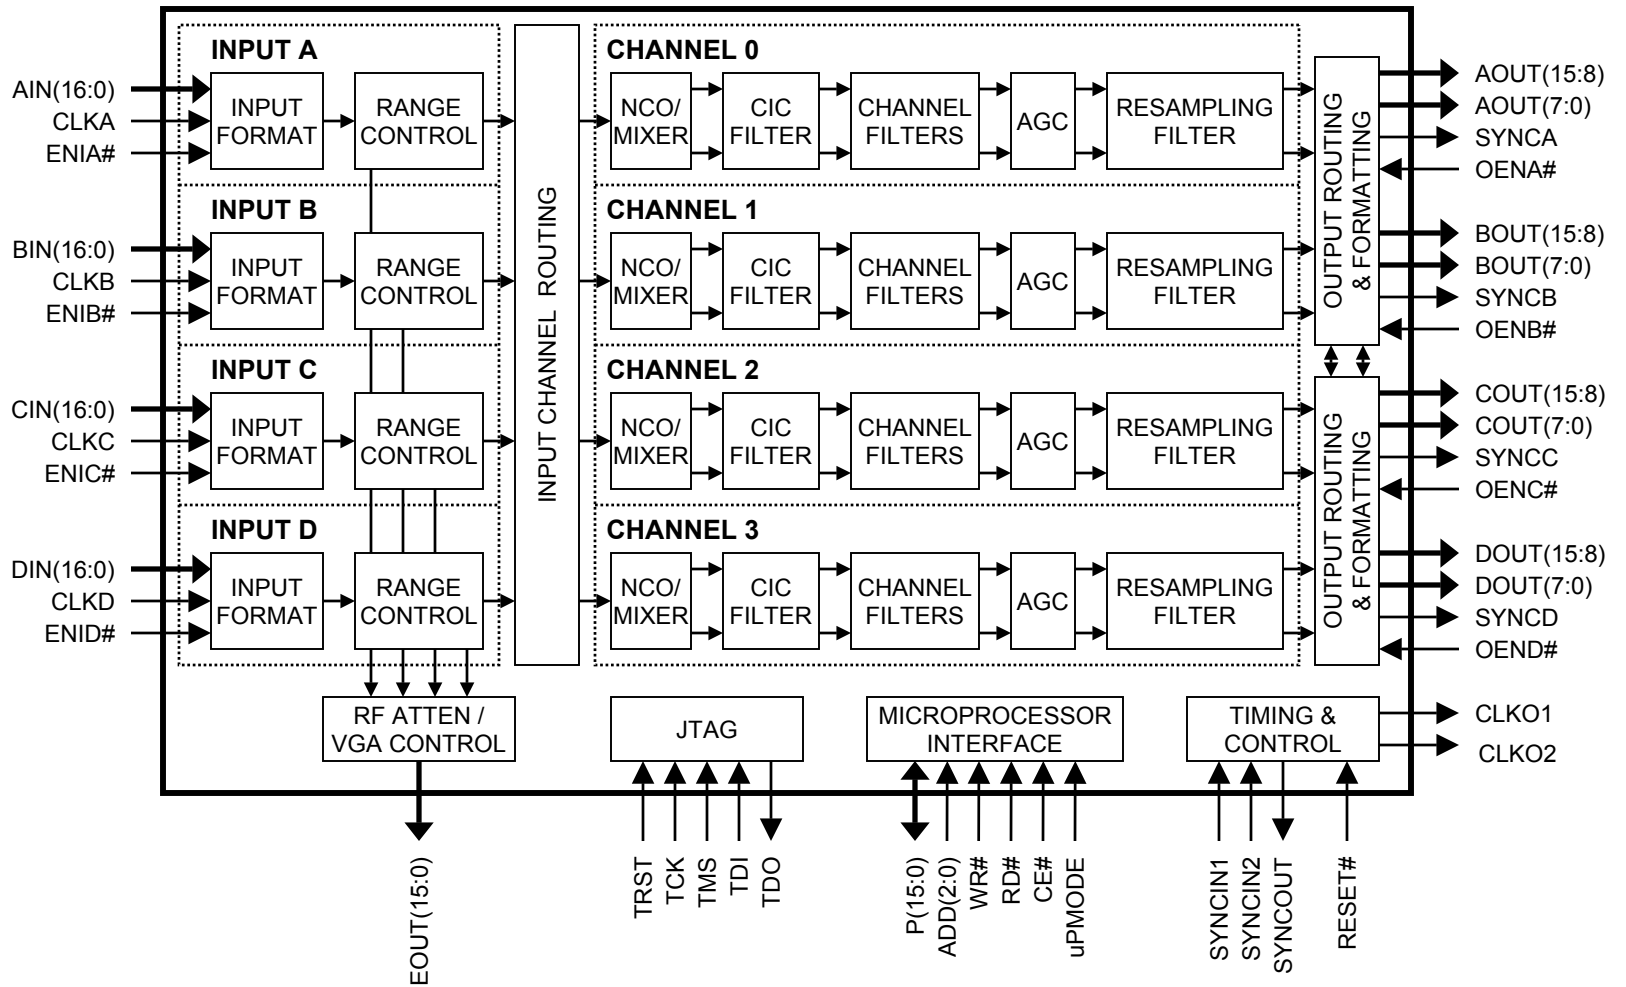 INPUT A
AIN(16:0)
CLKA
ENIA#
INPUT
FORMAT
RANGE
CONTROL
INPUT B
BIN(16:0)
CLKB
ENIB#
INPUT
FORMAT
RANGE
CONTROL
INPUT C
CIN(16:0)
CLKC
ENIC#
INPUT
FORMAT
RANGE
CONTROL
INPUT D
DIN(16:0)
CLKD
ENID#
INPUT
FORMAT
RANGE
CONTROL
INPUT CHANNEL ROUTING
CHANNEL 0
NCO/
MIXER
CIC
FILTER
CHANNEL
FILTERS
AGC
RESAMPLING
FILTER
CHANNEL 1
NCO/
MIXER
CIC
FILTER
CHANNEL
FILTERS
AGC
RESAMPLING
FILTER
CHANNEL 2
NCO/
MIXER
CIC
FILTER
CHANNEL
FILTERS
AGC
RESAMPLING
FILTER
CHANNEL 3
NCO/
MIXER
CIC
FILTER
CHANNEL
FILTERS
AGC
RESAMPLING
FILTER
OUTPUT ROUTING
& FORMATTING
OUTPUT ROUTING
& FORMATTING
AOUT(15:8)
AOUT(7:0)
SYNCA
OENA#
BOUT(15:8)
BOUT(7:0)
SYNCB
OENB#
COUT(15:8)
COUT(7:0)
SYNCC
OENC#
DOUT(15:8)
DOUT(7:0)
SYNCD
OEND#
RF ATTEN /
VGA CONTROL
EOUT(15:0)
JTAG
TRST
TCK
TMS
TDI
TDO
MICROPROCESSOR
INTERFACE
P(15:0)
ADD(2:0)
WR#
RD#
CE#
uPMODE
TIMING &
CONTROL
CLKO1
CLKO2
SYNCIN1
SYNCIN2
SYNCOUT
RESET#